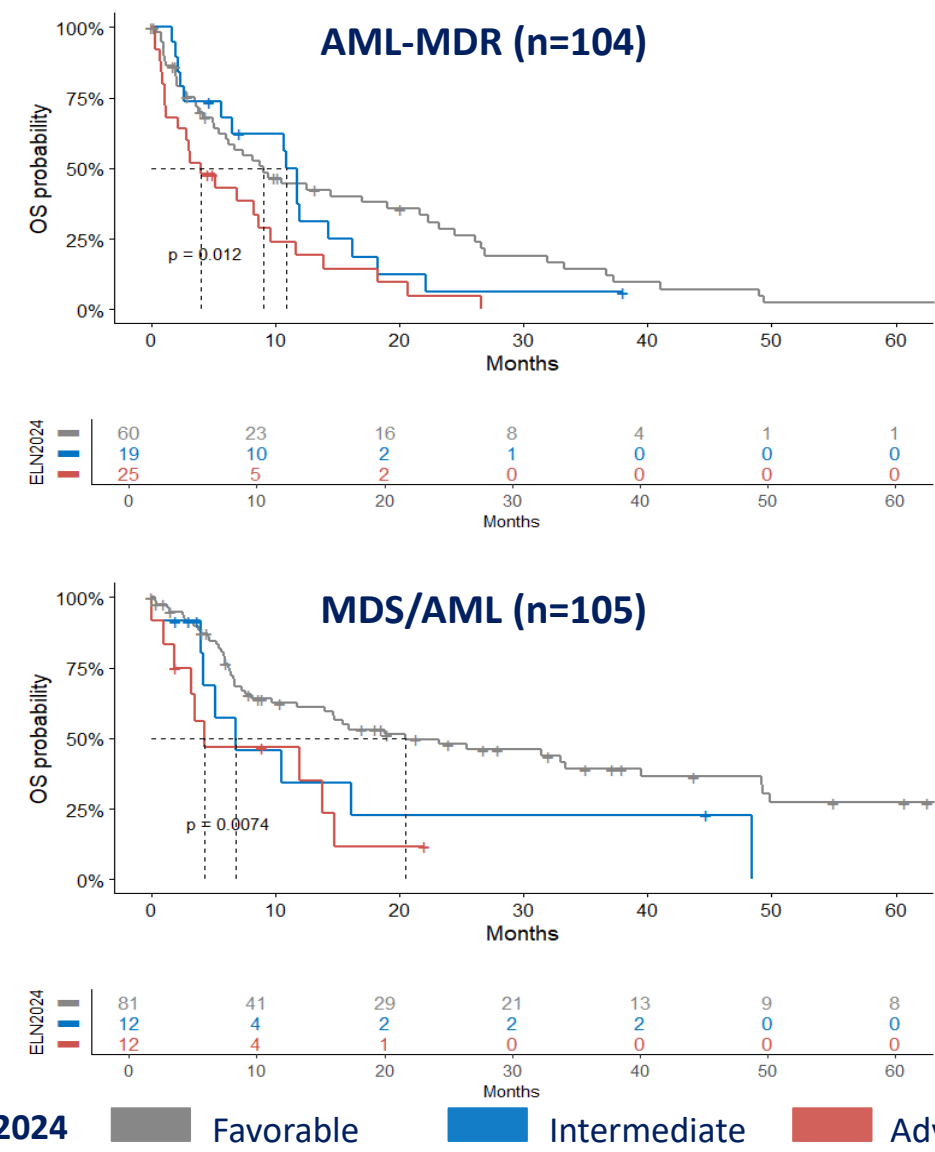 AML-MDR (n=104)
100%
75%
50%
25%
0%
OS probability
p = 0.012
0 10 20 30 40 50 60
Months
ELN2024
60 23 16 8 4 1 1
19 10 2 1 0 0 0
25 5 2 0 0 0 0
0 10 20 30 40 50 60
Months
MDS/AML (n=105)
100%
75%
50%
25%
0%
OS probability
p = 0.0074
0 10 20 30 40 50 60
Months
ELN2024
81 41 29 21 13 9 8
12 4 2 2 2 0 0
12 4 1 0 0 0 0
0 10 20 30 40 50 60
Months
2024 Favorable Intermediate Adv